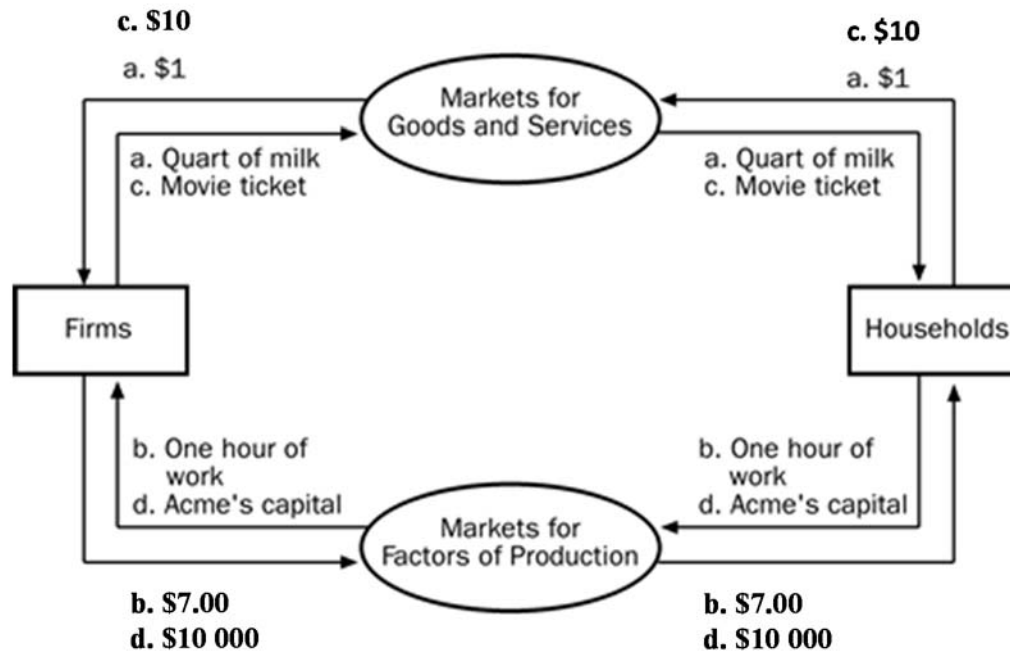 c. $10
c. $10
a. $1
a. $1
Markets for
Goods and Services
a. Quart of milk
c. Movie ticket
a. Quart of milk
c. Movie ticket
Firms
Households
b. One hour of
work
d. Acme's capital
b. One hour of
work
d. Acme's capital
Markets for
Factors of Production
b. $7.00
d. $10 000
b. $7.00
d. $10 000